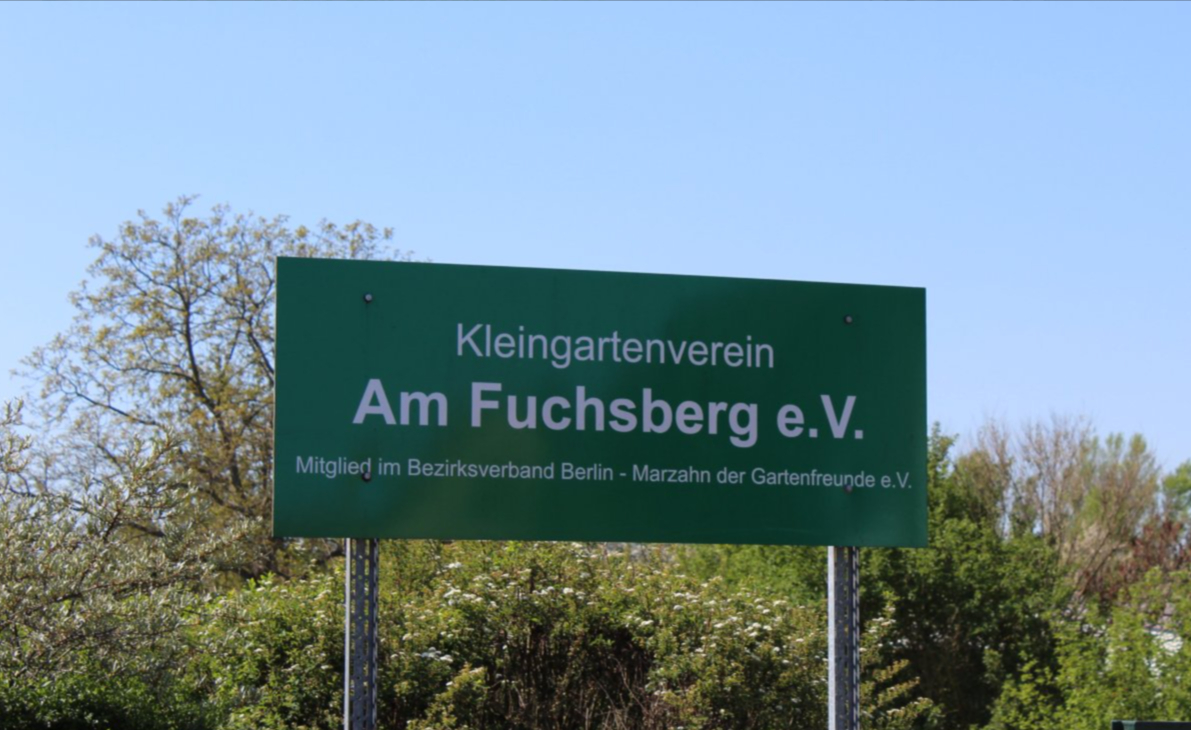 Kleingartenverein
Am Fuchsberg e.V.
Mitglied im Bezirksverband Berlin - Marzahn der Gartenfreunde e.V.